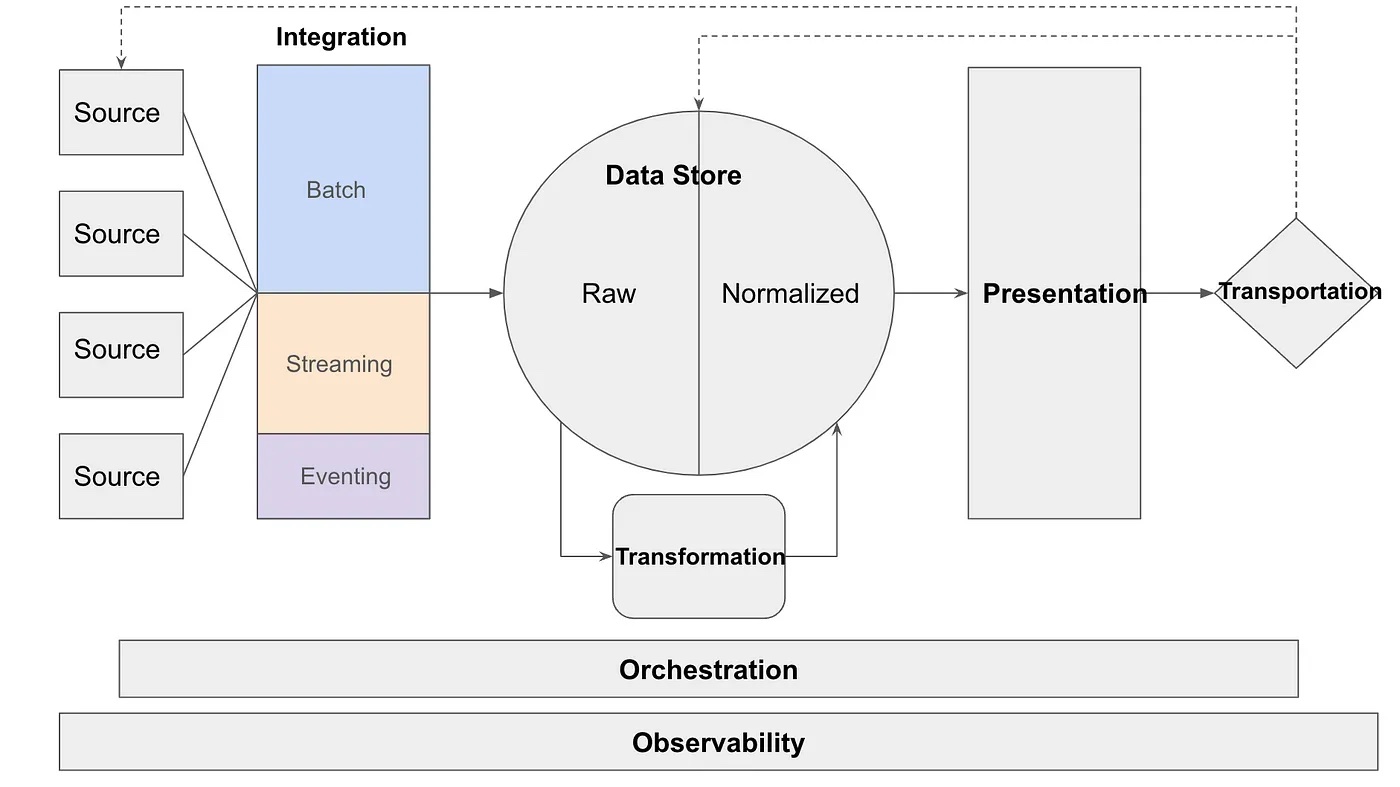 Integration
Source
Source
Source
Source
Batch
Streaming
Eventing
Data Store
Raw
Normalized
Transformation
Presentation
Transportation
Orchestration
Observability